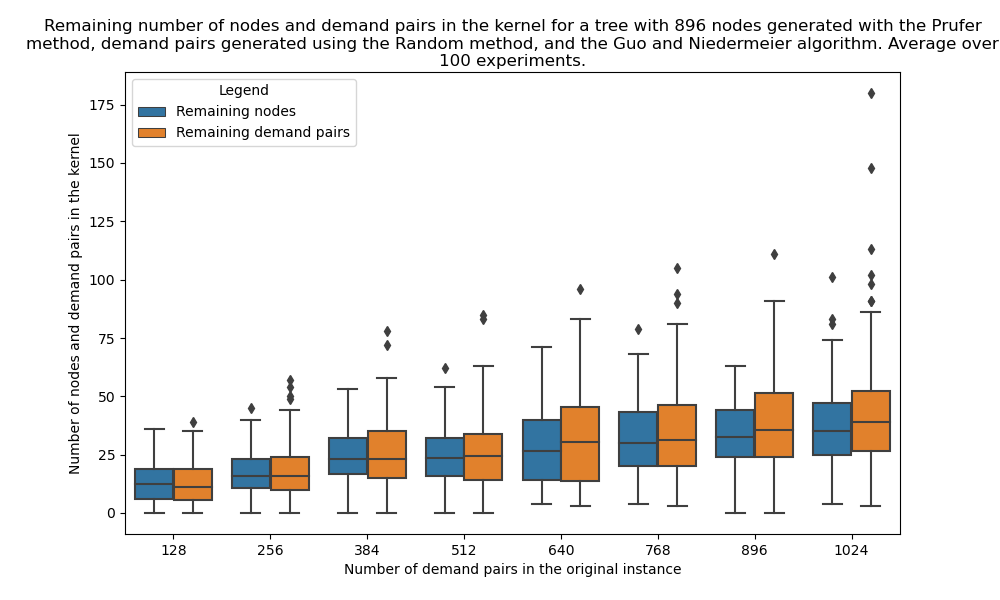 Remaining number of nodes and demand pairs in the kernel for a tree with 896 nodes generated with the Prufer
method, demand pairs generated using the Random method, and the Guo and Niedermeier algorithm. Average over
100 experiments.
Legend
Remaining nodes
Remaining demand pairs
Number of nodes and demand pairs in the kernel
175
150
125
100
75
50
25
0
128 256 384 512 640 768 896 1024
Number of demand pairs in the original instance